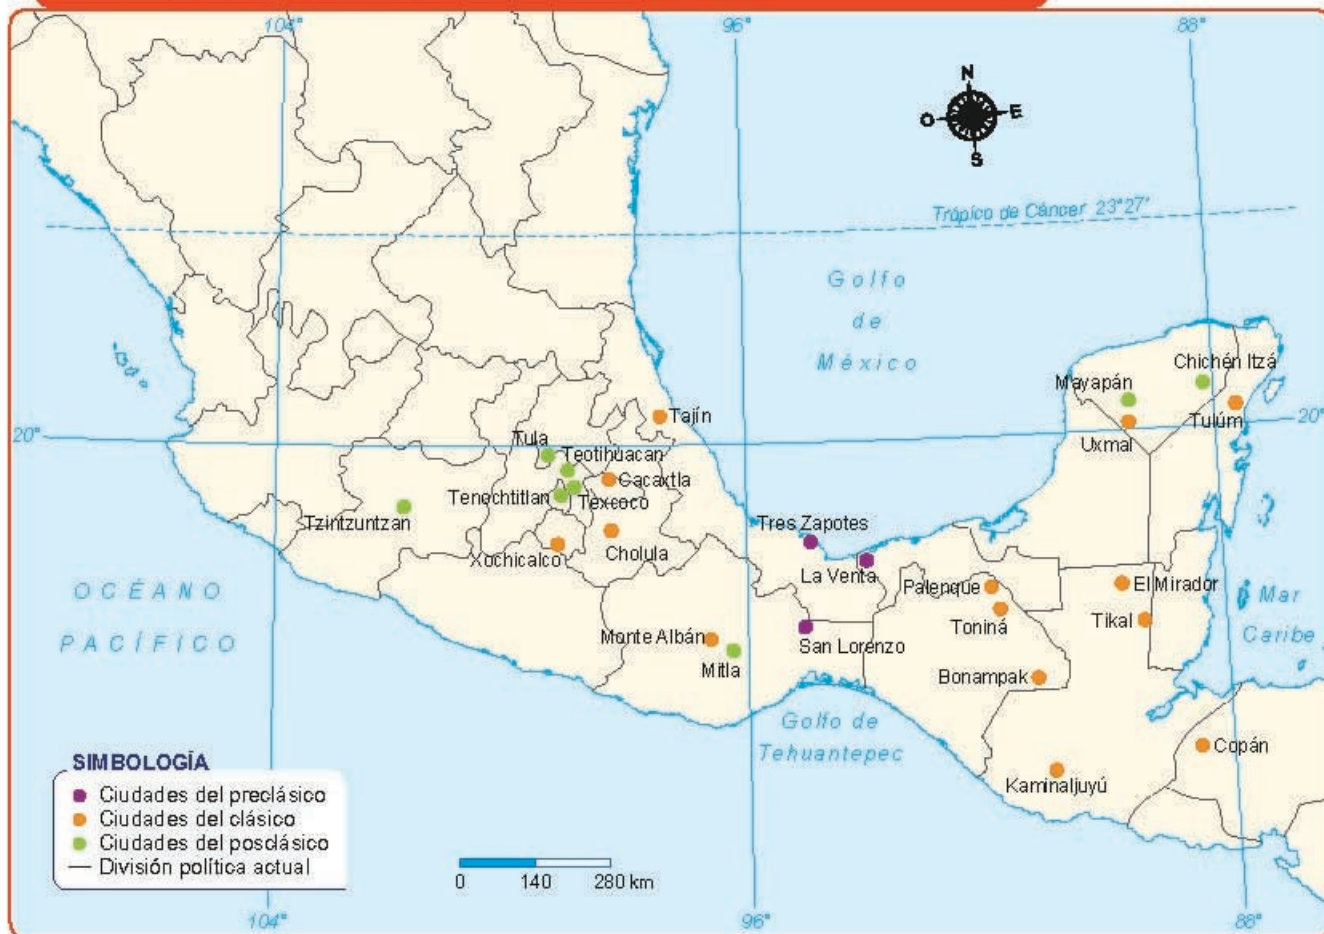 104°
96°
88°
N
O
E
S
Trópico de Cáncer 23°27'
Golfo
de
México
Chichén Itzá
Mayapán
Tajín
20°
20°
Tulúm
Uxmal
Tula
Teotihuacan
Cacaxtla
Tenochtitlan
Texcoco
Tzintzuntzan
Tres Zapotes
Xochicalco
Cholula
La Venta
Palenque
El Mirador
OCÉANO
PACÍFICO
Mar
Caribe
Toniná
Tikal
Monte Albán
San Lorenzo
Mitla
Bonampak
Golfo de
Tehuantepec
Copán
Kaminaljuyú
SIMBOLOGÍA
Ciudades del preclásico
Ciudades del clásico
Ciudades del posclásico
División política actual
0 140 280 km
104°
96°
88°